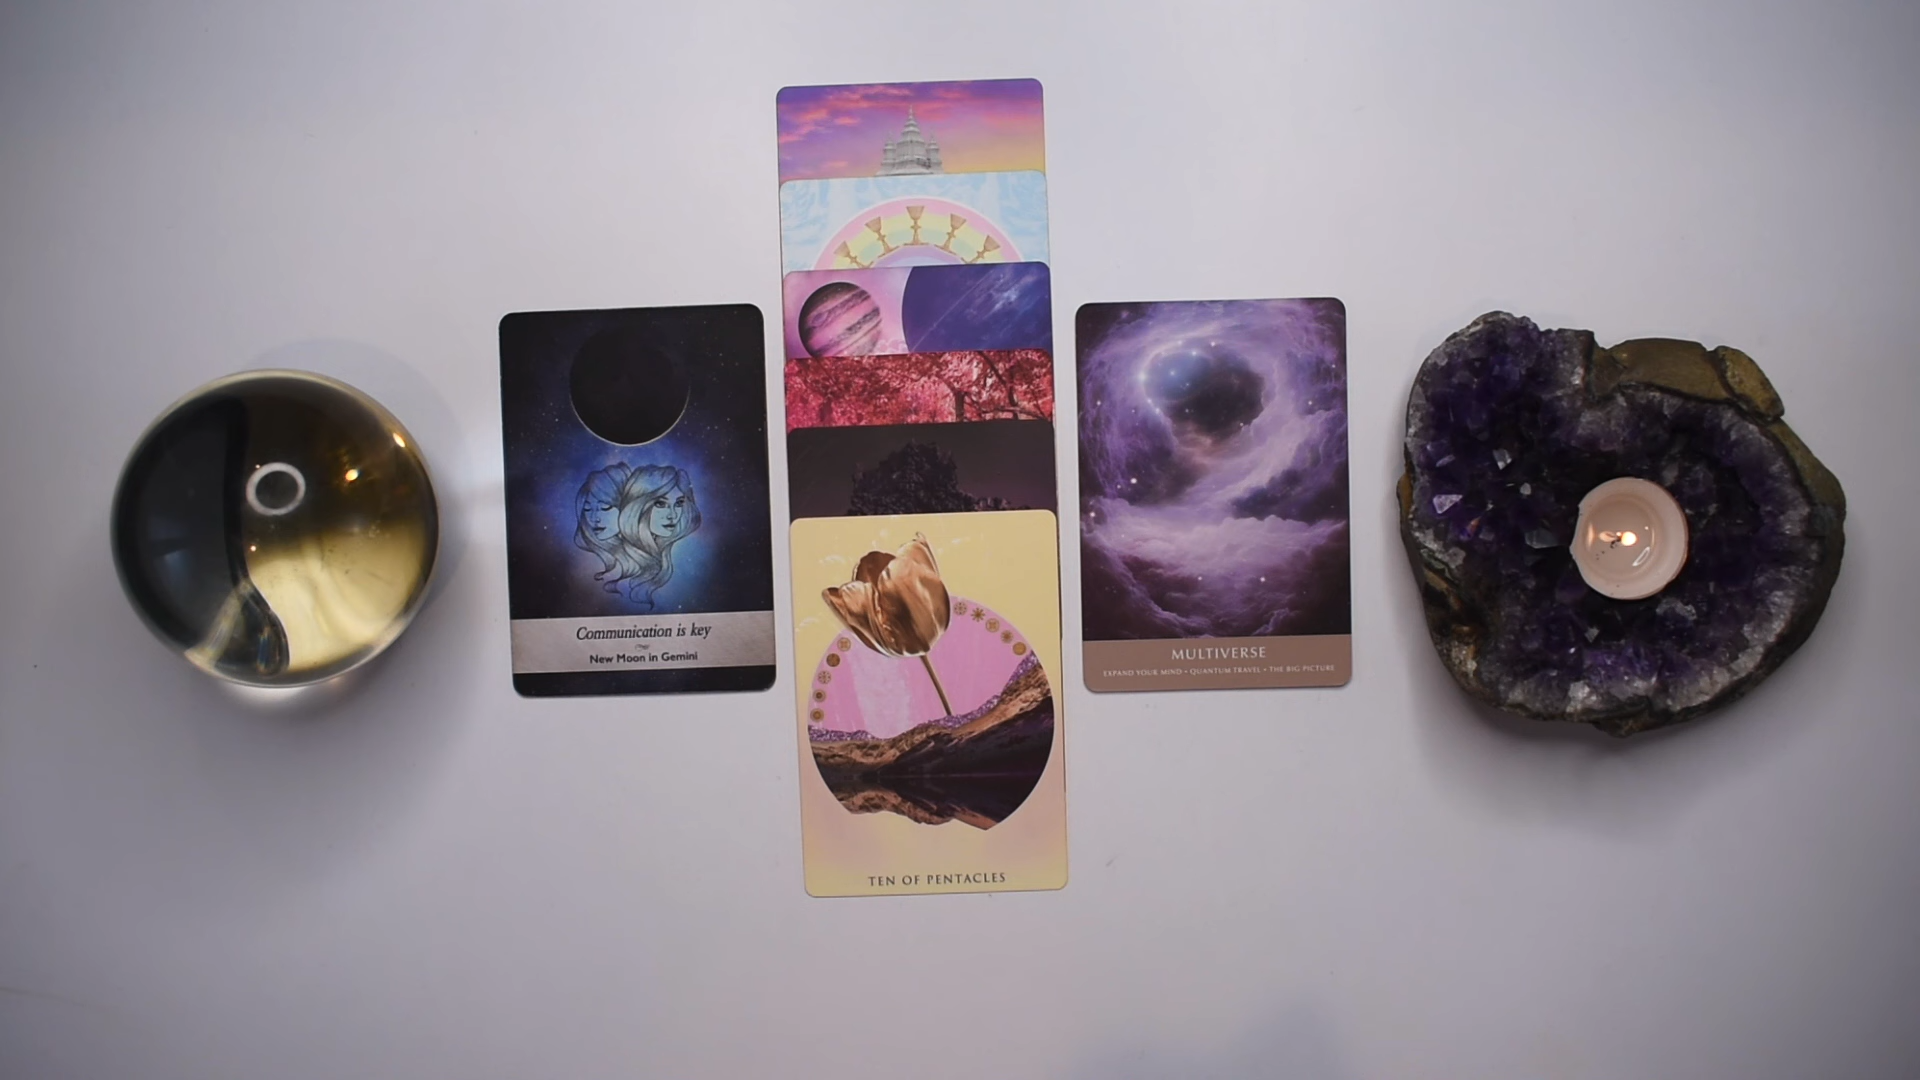 Communication is key
New Moon in Gemini
MULTIVERSE
EXPAND YOUR MIND • QUANTUM TRAVEL • THE BIG PICTURE
TEN OF PENTACLES